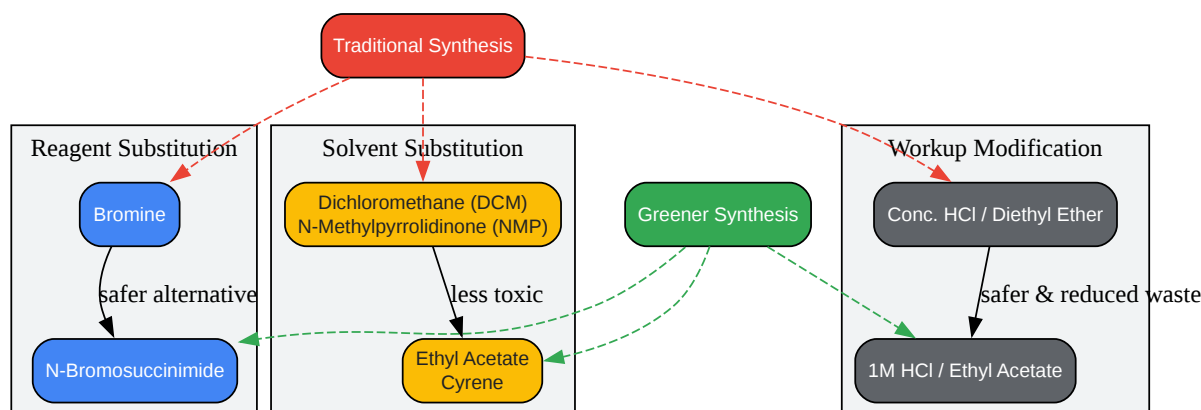 Traditional Synthesis
Reagent Substitution
Solvent Substitution
Workup Modification
Bromine
Dichloromethane (DCM)
N-Methylpyrrolidinone (NMP)
Greener Synthesis
Conc. HCl / Diethyl Ether
safer alternative
less toxic
safer & reduced waste
N-Bromosuccinimide
Ethyl Acetate
Cyrene
1M HCl / Ethyl Acetate